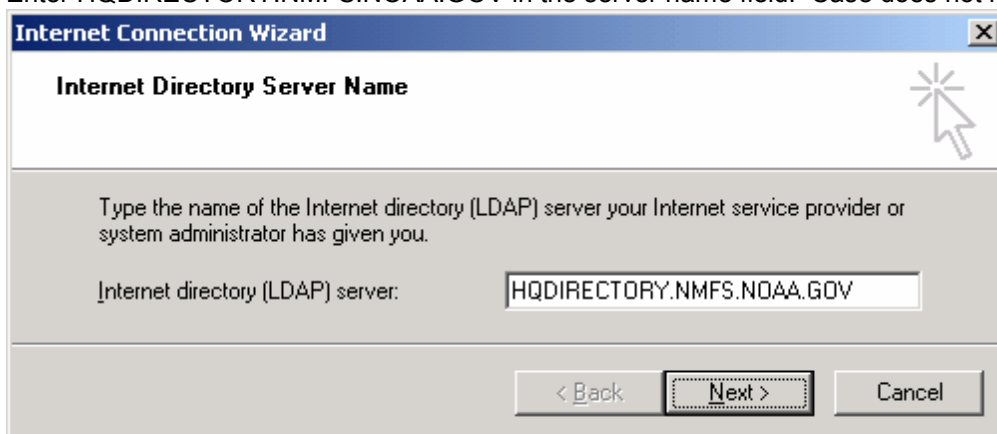 Internet Connection Wizard
Internet Directory Server Name
Type the name of the Internet directory (LDAP) server your Internet service provider or
system administrator has given you.
Internet directory (LDAP) server: HQDIRECTORY.NMFS.NOAA.GOV
< Back Next > Cancel